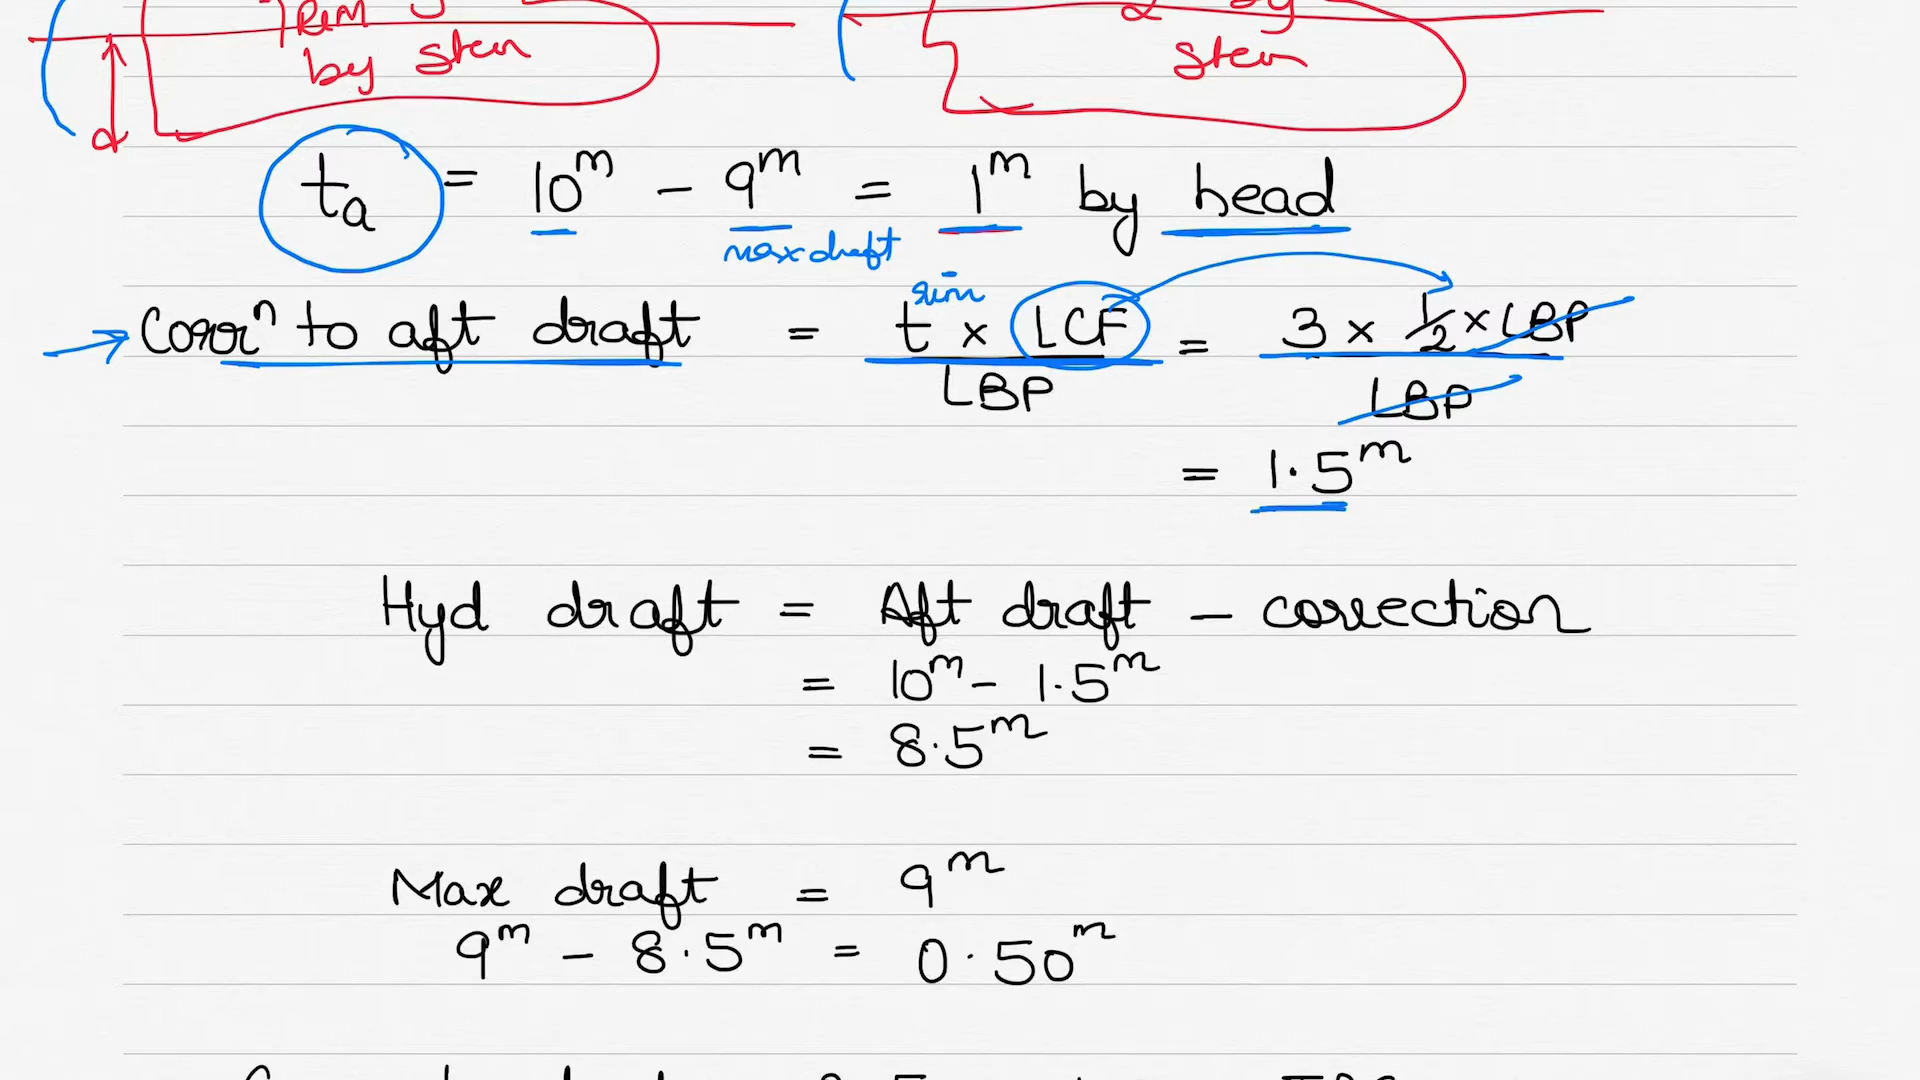 by
by stern
stern
tₐ = 10ᵐ - 9ᵐ = 1ᵐ by head
max draft
Corrⁿ to aft draft = t × LCF / LBP = 3 × ½ × LBP / LBP
= 1.5ᵐ
Hyd draft = Aft draft - correction
= 10ᵐ - 1.5ᵐ
= 8.5ᵐ
Max draft = 9ᵐ
9ᵐ - 8.5ᵐ = 0.50ᵐ